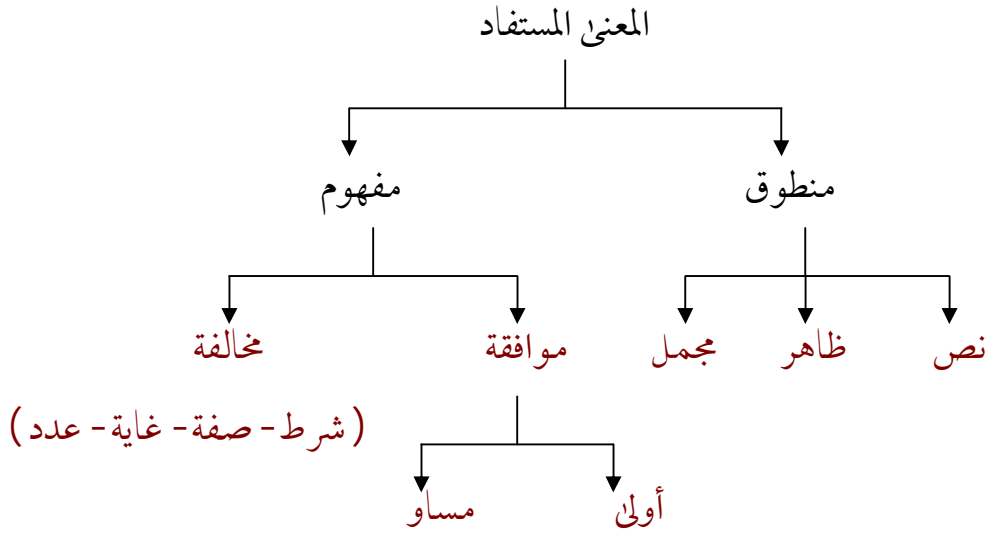 المعنىٰ المستفاد
منطوق مفهوم
نص ظاهر مجمل موافقة مخالفة
(شرط - صفة - غاية - عدد)
أولىٰ مساو